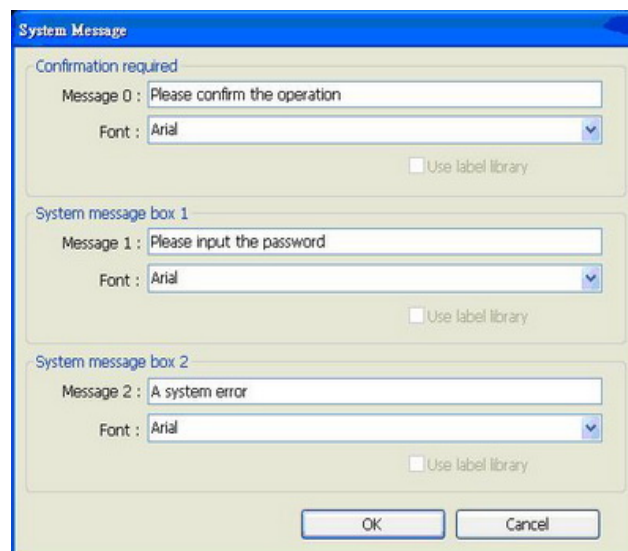 System Message
Confirmation required
Message 0 : Please confirm the operation
Font : Arial
Use label library
System message box 1
Message 1 : Please input the password
Font : Arial
Use label library
System message box 2
Message 2 : A system error
Font : Arial
Use label library
OK Cancel